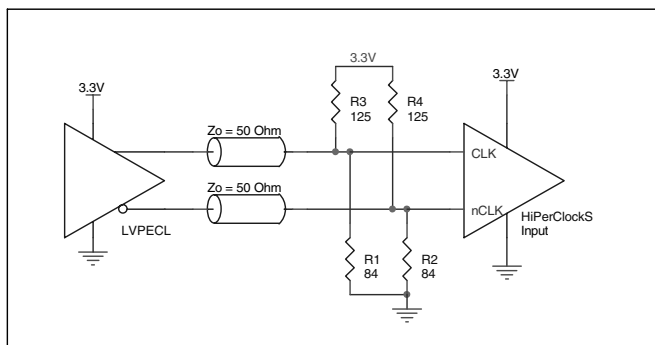 3.3V
3.3V
3.3V
R3
125
R4
125
Zo = 50 Ohm
CLK
Zo = 50 Ohm
nCLK
HiPerClockS
Input
LVPECL
R1
84
R2
84